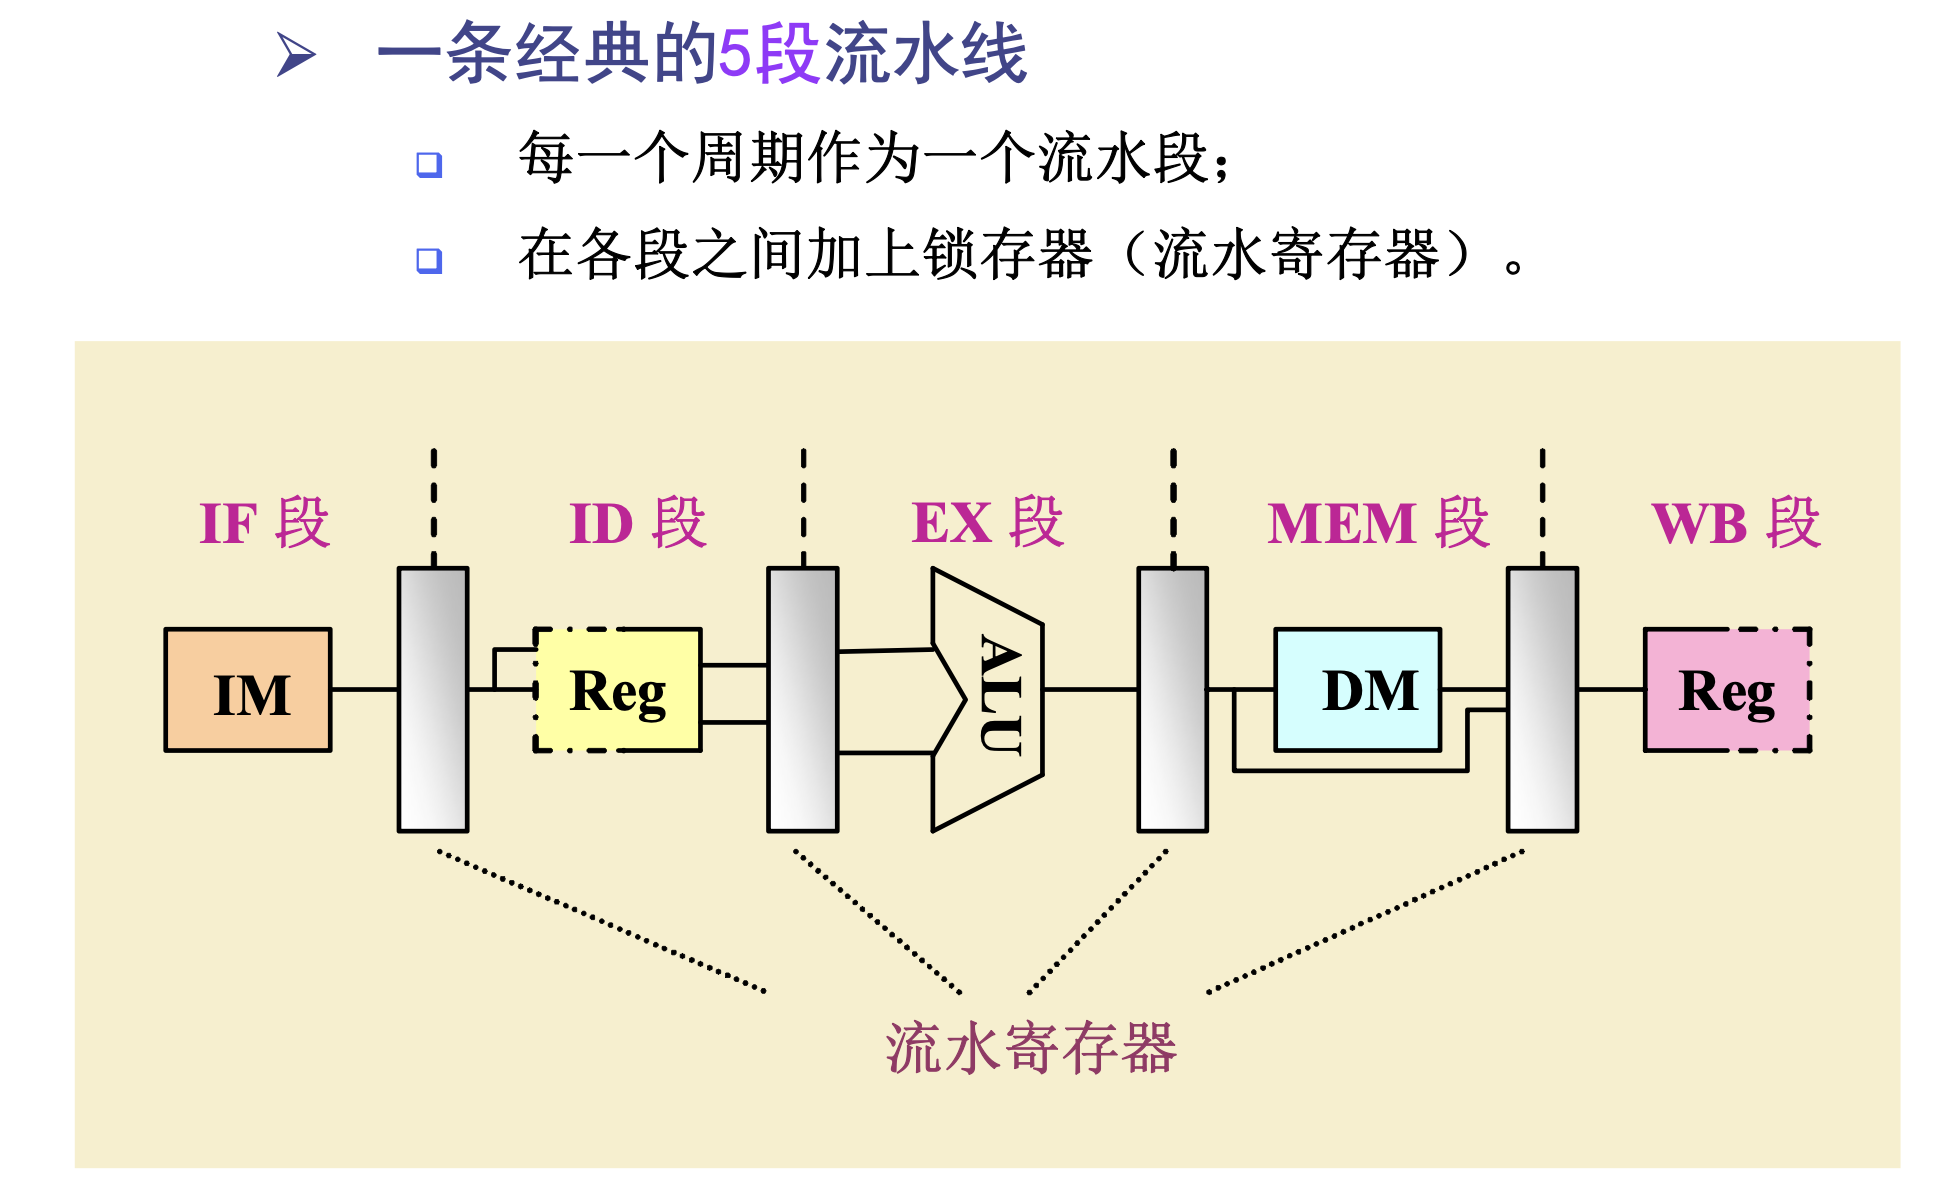 一条经典的5段流水线
每一个周期作为一个流水段；
在各段之间加上锁存器（流水寄存器）。
IF 段
ID 段
EX 段
MEM 段
WB 段
IM
Reg
ALU
DM
Reg
流水寄存器